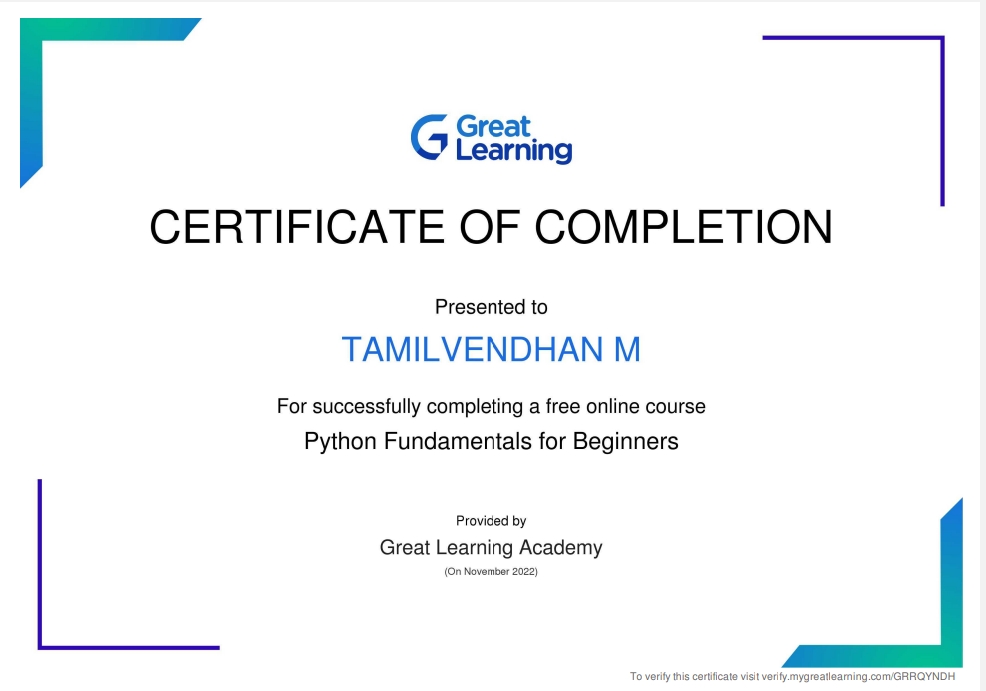 Great
Learning
CERTIFICATE OF COMPLETION
Presented to
TAMILVENDHAN M
For successfully completing a free online course
Python Fundamentals for Beginners
Provided by
Great Learning Academy
(On November 2022)
To verify this certificate visit verify.mygreatlearning.com/GRRQYNDH